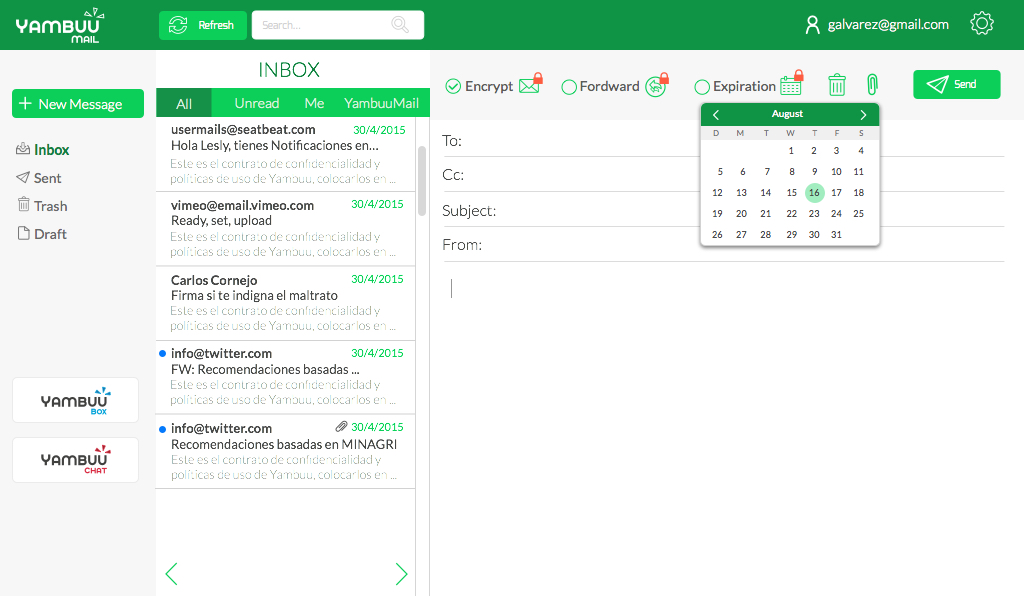 YAMBUU
MAIL
Refresh
Search...
galvarez@gmail.com
New Message
Inbox
Sent
Trash
Draft
YAMBUU
BOX
YAMBUU
CHAT
INBOX
All Unread Me YambuuMail
usermails@seatbeat.com 30/4/2015
Hola Lesly, tienes Notificaciones en...
Este es el contrato de confidencialidad y
políticas de uso de Yambuu, colocarlos en ...
vimeo@email.vimeo.com 30/4/2015
Ready, set, upload
Este es el contrato de confidencialidad y
políticas de uso de Yambuu, colocarlos en ...
Carlos Cornejo 30/4/2015
Firma si te indigna el maltrato
Este es el contrato de confidencialidad y
políticas de uso de Yambuu, colocarlos en ...
info@twitter.com 30/4/2015
FW: Recomendaciones basadas ...
Este es el contrato de confidencialidad y
políticas de uso de Yambuu, colocarlos en ...
info@twitter.com 30/4/2015
Recomendaciones basadas en MINAGRI
Este es el contrato de confidencialidad y
políticas de uso de Yambuu, colocarlos en ...
Encrypt Fordward Expiration Send
To:
Cc:
Subject:
From:
August
D M T W T F S
1 2 3 4
5 6 7 8 9 10 11
12 13 14 15 16 17 18
19 20 21 22 23 24 25
26 27 28 29 30 31